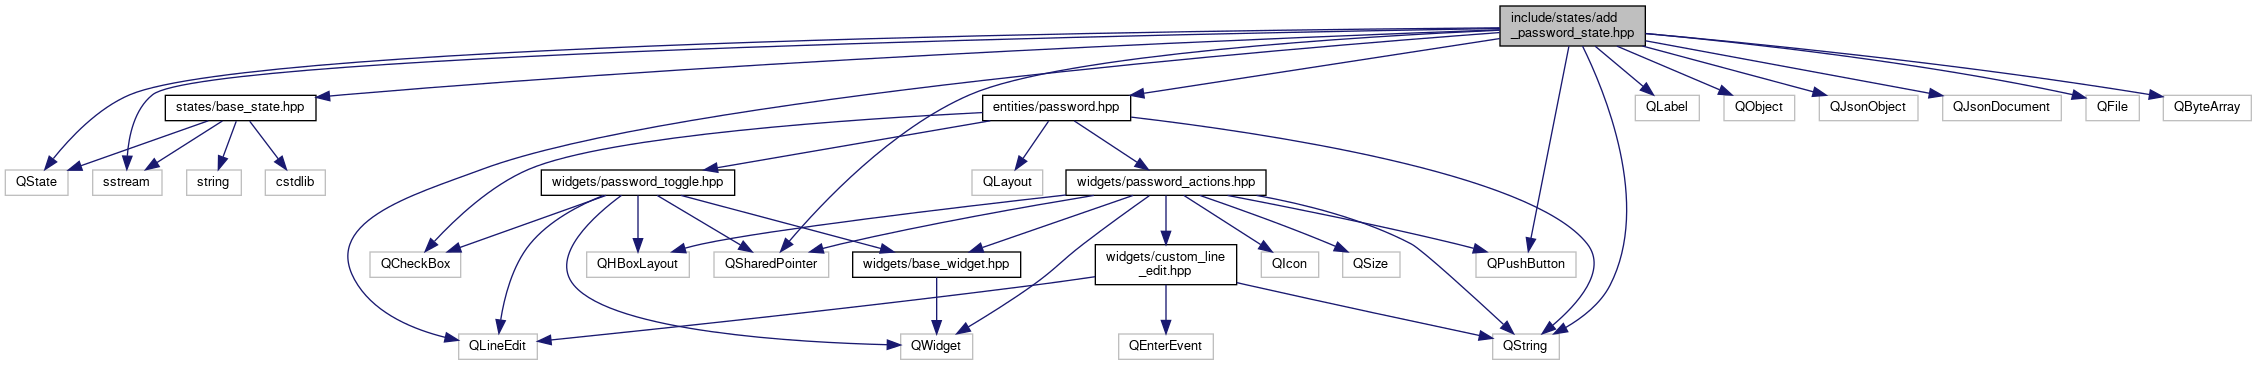 include/states/add
_password_state.hpp
states/base_state.hpp
entities/password.hpp
QLabel
QObject
QJsonObject
QJsonDocument
QFile
QByteArray
QState
sstream
string
cstdlib
widgets/password_toggle.hpp
QLayout
widgets/password_actions.hpp
QCheckBox
QHBoxLayout
QSharedPointer
widgets/base_widget.hpp
widgets/custom_line
_edit.hpp
QIcon
QSize
QPushButton
QLineEdit
QWidget
QEnterEvent
QString